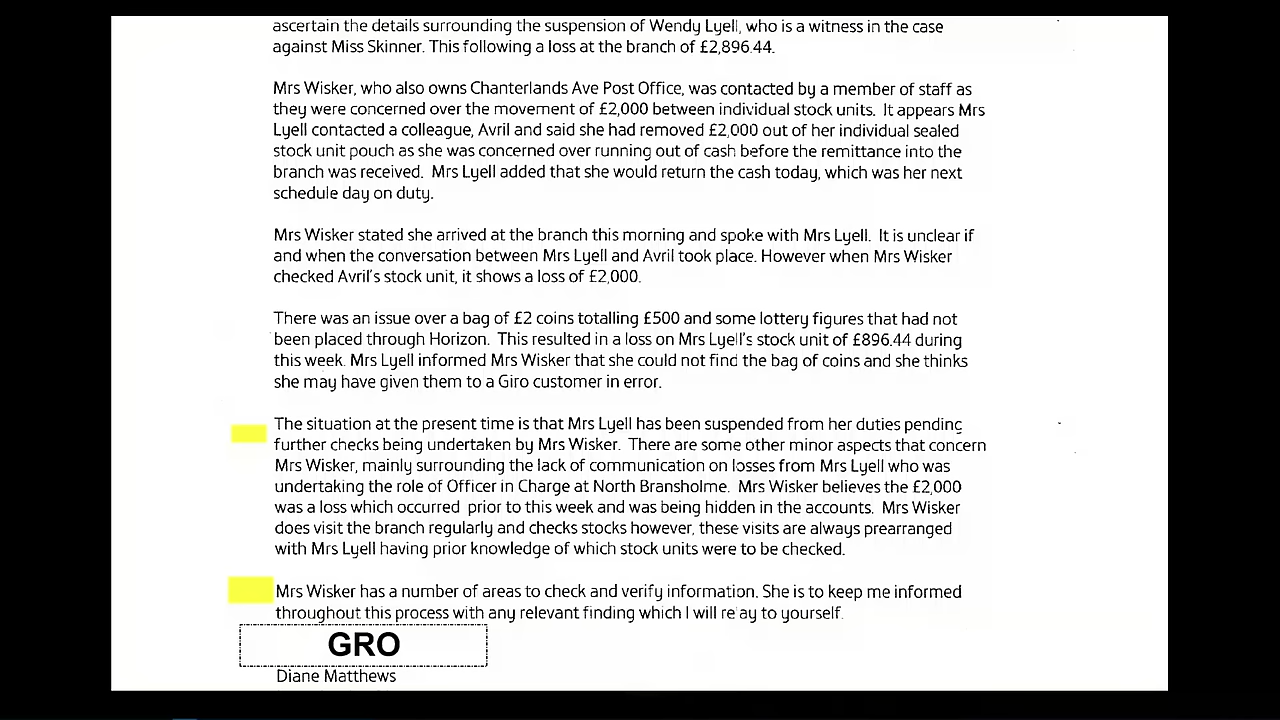 ascertain the details surrounding the suspension of Wendy Lyell, who is a witness in the case
against Miss Skinner. This following a loss at the branch of £2,896.44.
Mrs Wisker, who also owns Chanterlands Ave Post Office, was contacted by a member of staff as
they were concerned over the movement of £2,000 between individual stock units. It appears Mrs
Lyell contacted a colleague, Avril and said she had removed £2,000 out of her individual sealed
stock unit pouch as she was concerned over running out of cash before the remittance into the
branch was received. Mrs Lyell added that she would return the cash today, which was her next
schedule day on duty.
Mrs Wisker stated she arrived at the branch this morning and spoke with Mrs Lyell. It is unclear if
and when the conversation between Mrs Lyell and Avril took place. However when Mrs Wisker
checked Avril's stock unit, it shows a loss of £2,000.
There was an issue over a bag of £2 coins totalling £500 and some lottery figures that had not
been placed through Horizon. This resulted in a loss on Mrs Lyell's stock unit of £896.44 during
this week. Mrs Lyell informed Mrs Wisker that she could not find the bag of coins and she thinks
she may have given them to a Giro customer in error.
The situation at the present time is that Mrs Lyell has been suspended from her duties pending
further checks being undertaken by Mrs Wisker. There are some other minor aspects that concern
Mrs Wisker, mainly surrounding the lack of communication on losses from Mrs Lyell who was
undertaking the role of Officer in Charge at North Bransholme. Mrs Wisker believes the £2,000
was a loss which occurred prior to this week and was being hidden in the accounts. Mrs Wisker
does visit the branch regularly and checks stocks however, these visits are always prearranged
with Mrs Lyell having prior knowledge of which stock units were to be checked.
Mrs Wisker has a number of areas to check and verify information. She is to keep me informed
throughout this process with any relevant finding which I will relay to yourself.
GRO
Diane Matthews